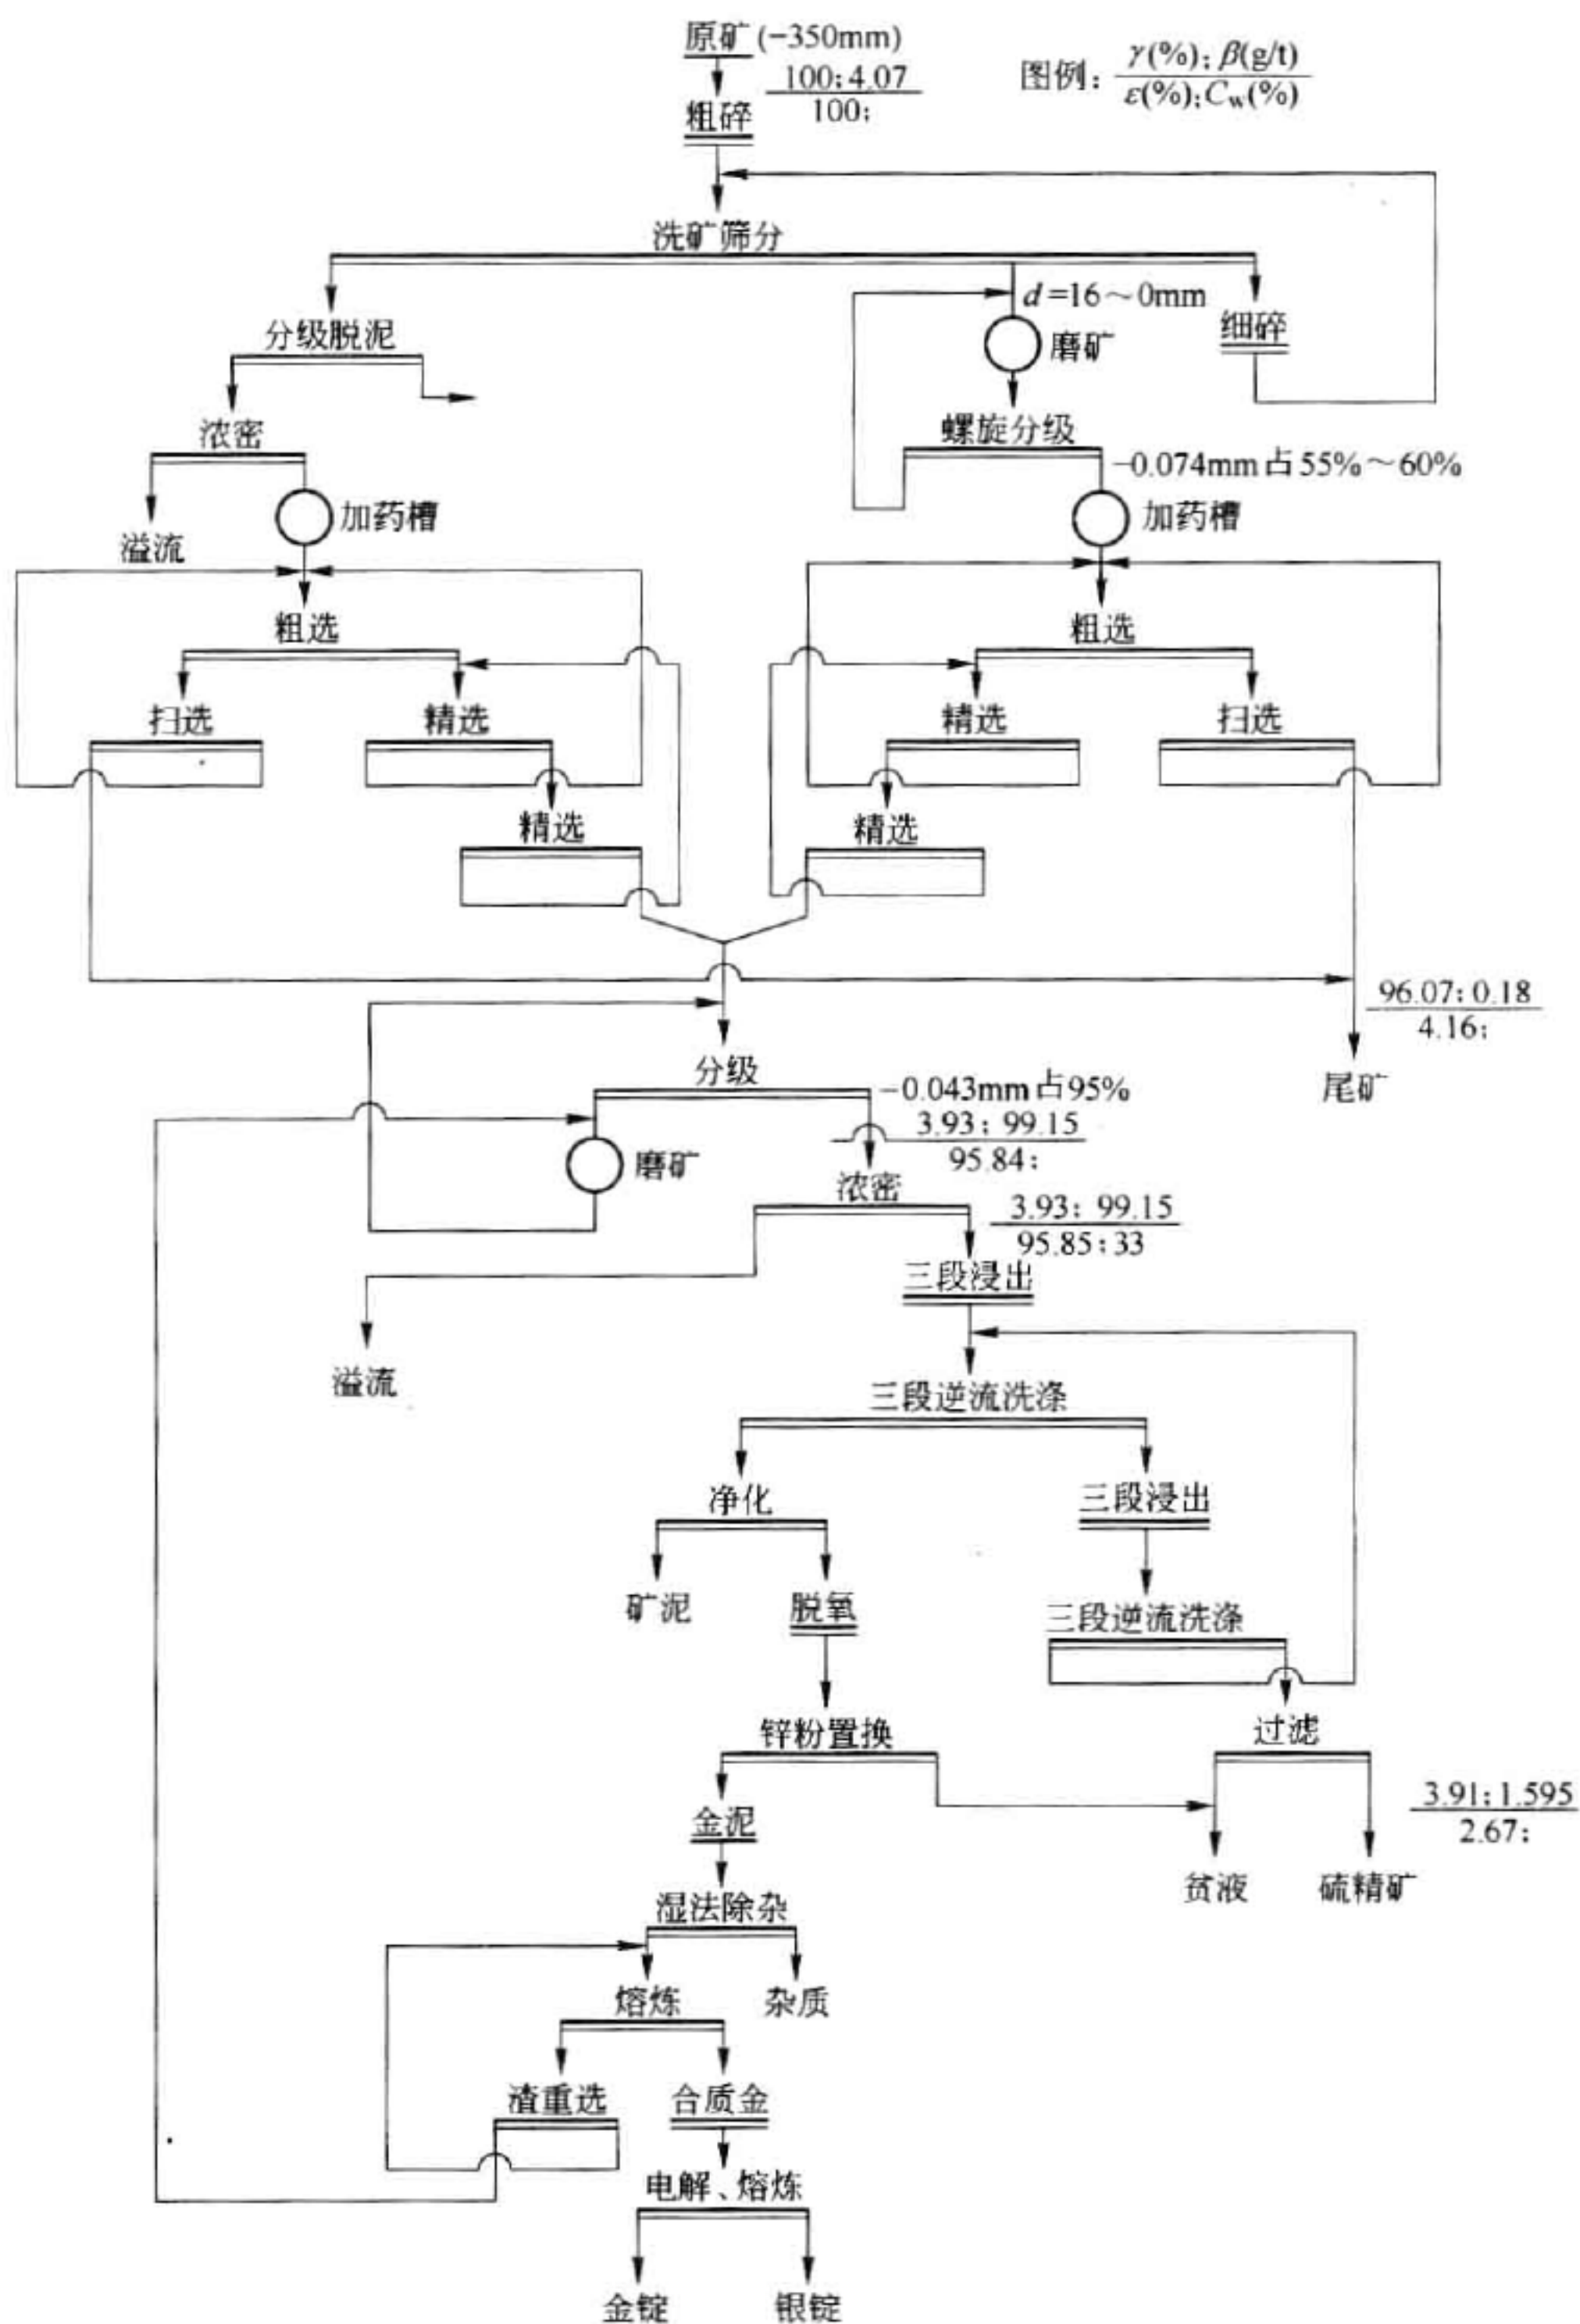 原矿(−350mm)
100;4.07
100;
图例:
γ(%); β(g/t)
ε(%);Cw(%)
粗碎
洗矿筛分
d=16～0mm
分级脱泥
磨矿
细碎
浓密
螺旋分级
−0.074mm占55%～60%
加药槽
加药槽
溢流
粗选
粗选
扫选
精选
精选
扫选
精选
精选
96.07;0.18
4.16;
尾矿
分级
−0.043mm占95%
3.93; 99.15
95.84;
磨矿
浓密
3.93; 99.15
95.85;33
三段浸出
溢流
三段逆流洗涤
净化
三段浸出
矿泥
脱氧
三段逆流洗涤
锌粉置换
过滤
3.91;1.595
2.67;
金泥
贫液
硫精矿
湿法除杂
熔炼
杂质
渣重选
合质金
电解、熔炼
金锭
银锭